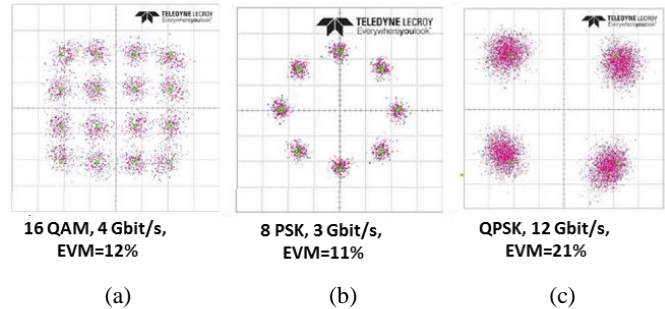 TELEDYNE LECROY
Everywhereyoulook
TELEDYNE LECROY
Everywhereyoulook
TELEDYNE LECROY
Everywhereyoulook
16 QAM, 4 Gbit/s,
EVM=12%
8 PSK, 3 Gbit/s,
EVM=11%
QPSK, 12 Gbit/s,
EVM=21%
(a)
(b)
(c)